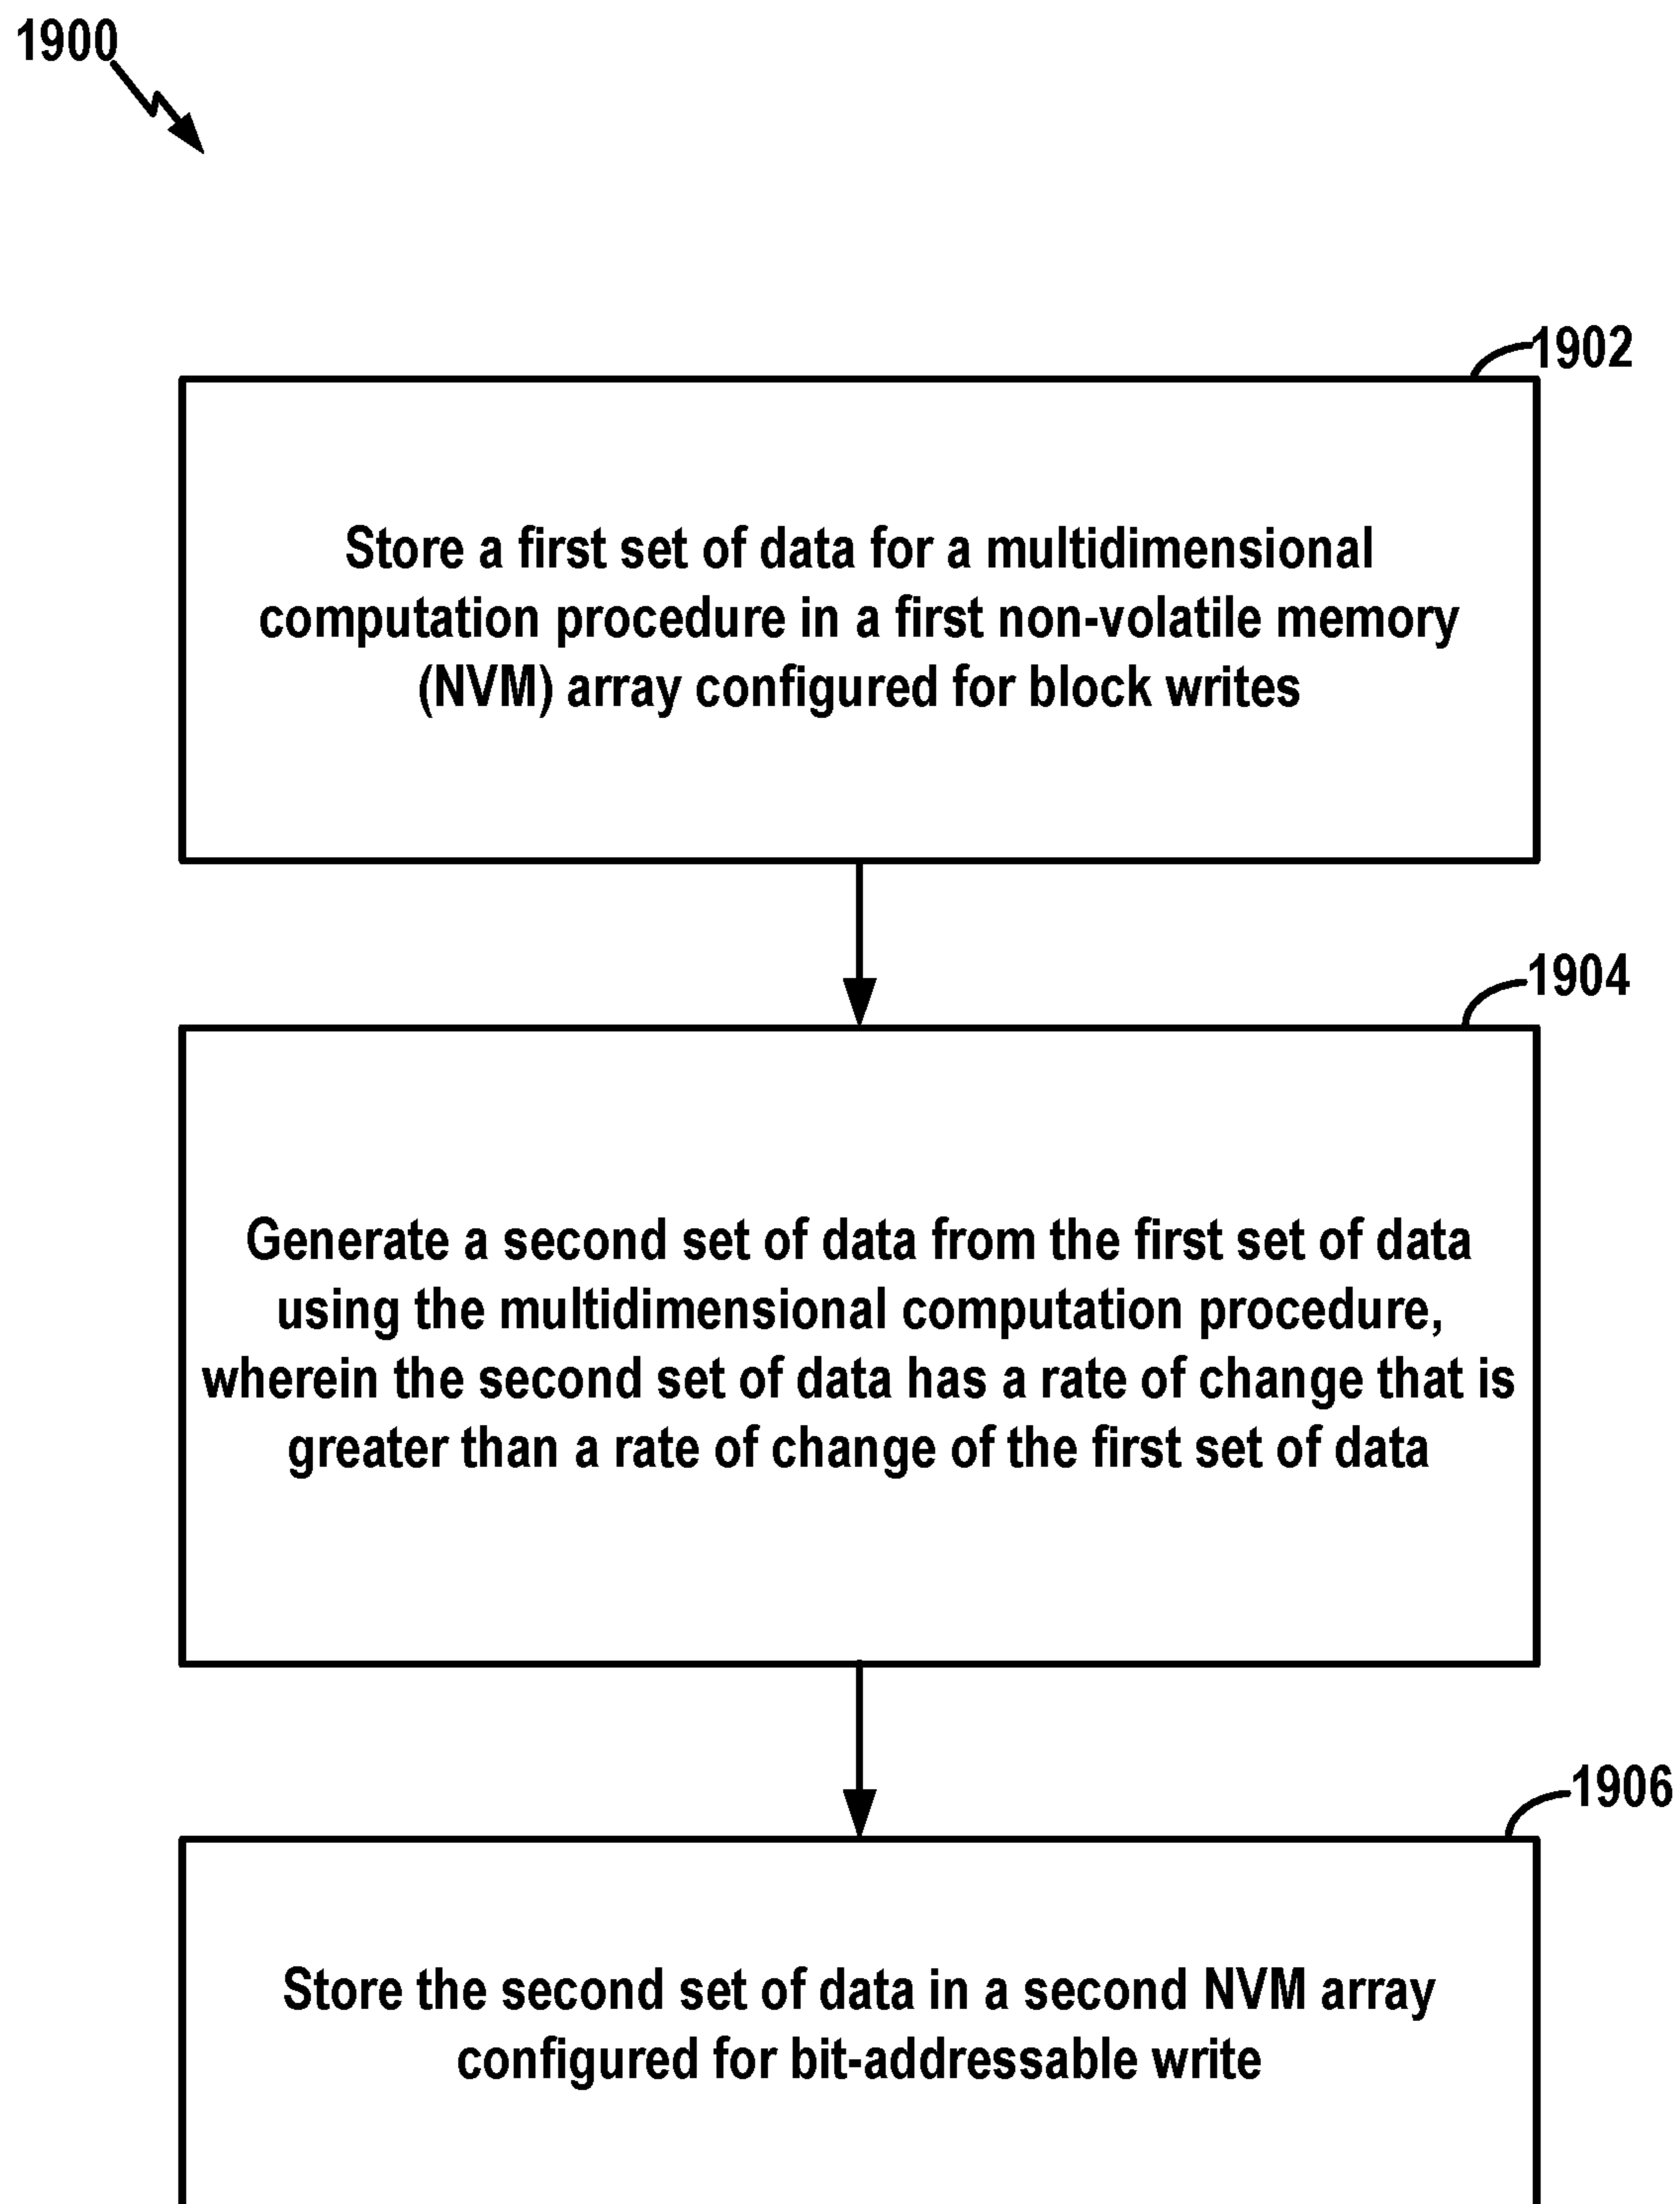 1900
1902
Store a first set of data for a multidimensional
computation procedure in a first non-volatile memory
(NVM) array configured for block writes
1904
Generate a second set of data from the first set of data
using the multidimensional computation procedure,
wherein the second set of data has a rate of change that is
greater than a rate of change of the first set of data
1906
Store the second set of data in a second NVM array
configured for bit-addressable write